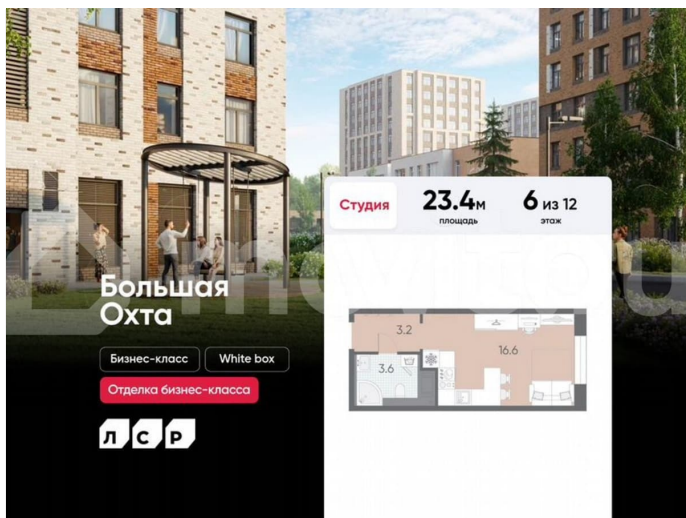 Студия
23.4м
площадь
6 из 12
этаж
Большая
Охта
Бизнес-класс
White box
Отделка бизнес-класса
ЛСР
3.2
16.6
3.6